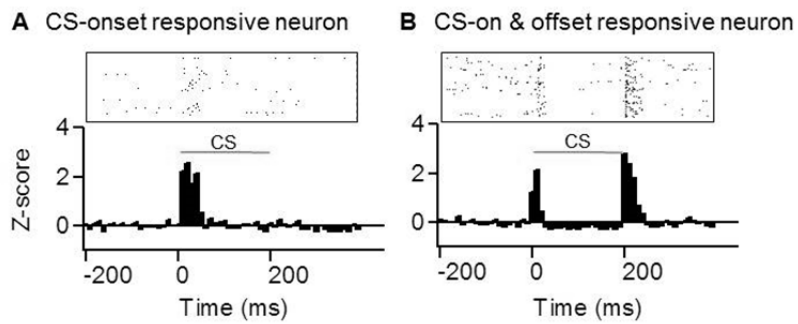 A CS-onset responsive neuron
B CS-on & offset responsive neuron
4
2
0
Z-score
CS
-200
0
200
Time (ms)
4
2
0
CS
-200
0
200
Time (ms)